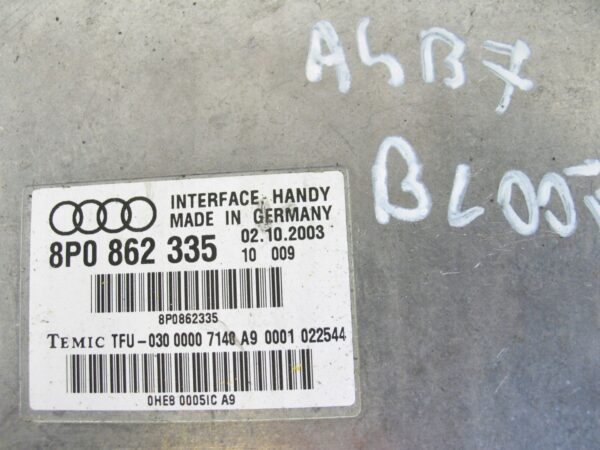 A4B7
INTERFACE HANDY
MADE IN GERMANY
8P0 862 335 02.10.2003
10 009
8P0862335
TEMIC TFU-030 0000 7140 A9 0001 022544
0HE8 0005IC A9